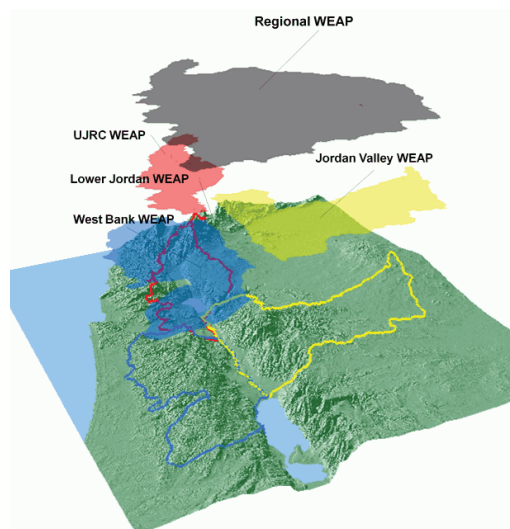 Regional WEAP
UJRC WEAP
Jordan Valley WEAP
Lower Jordan WEAP
West Bank WEAP